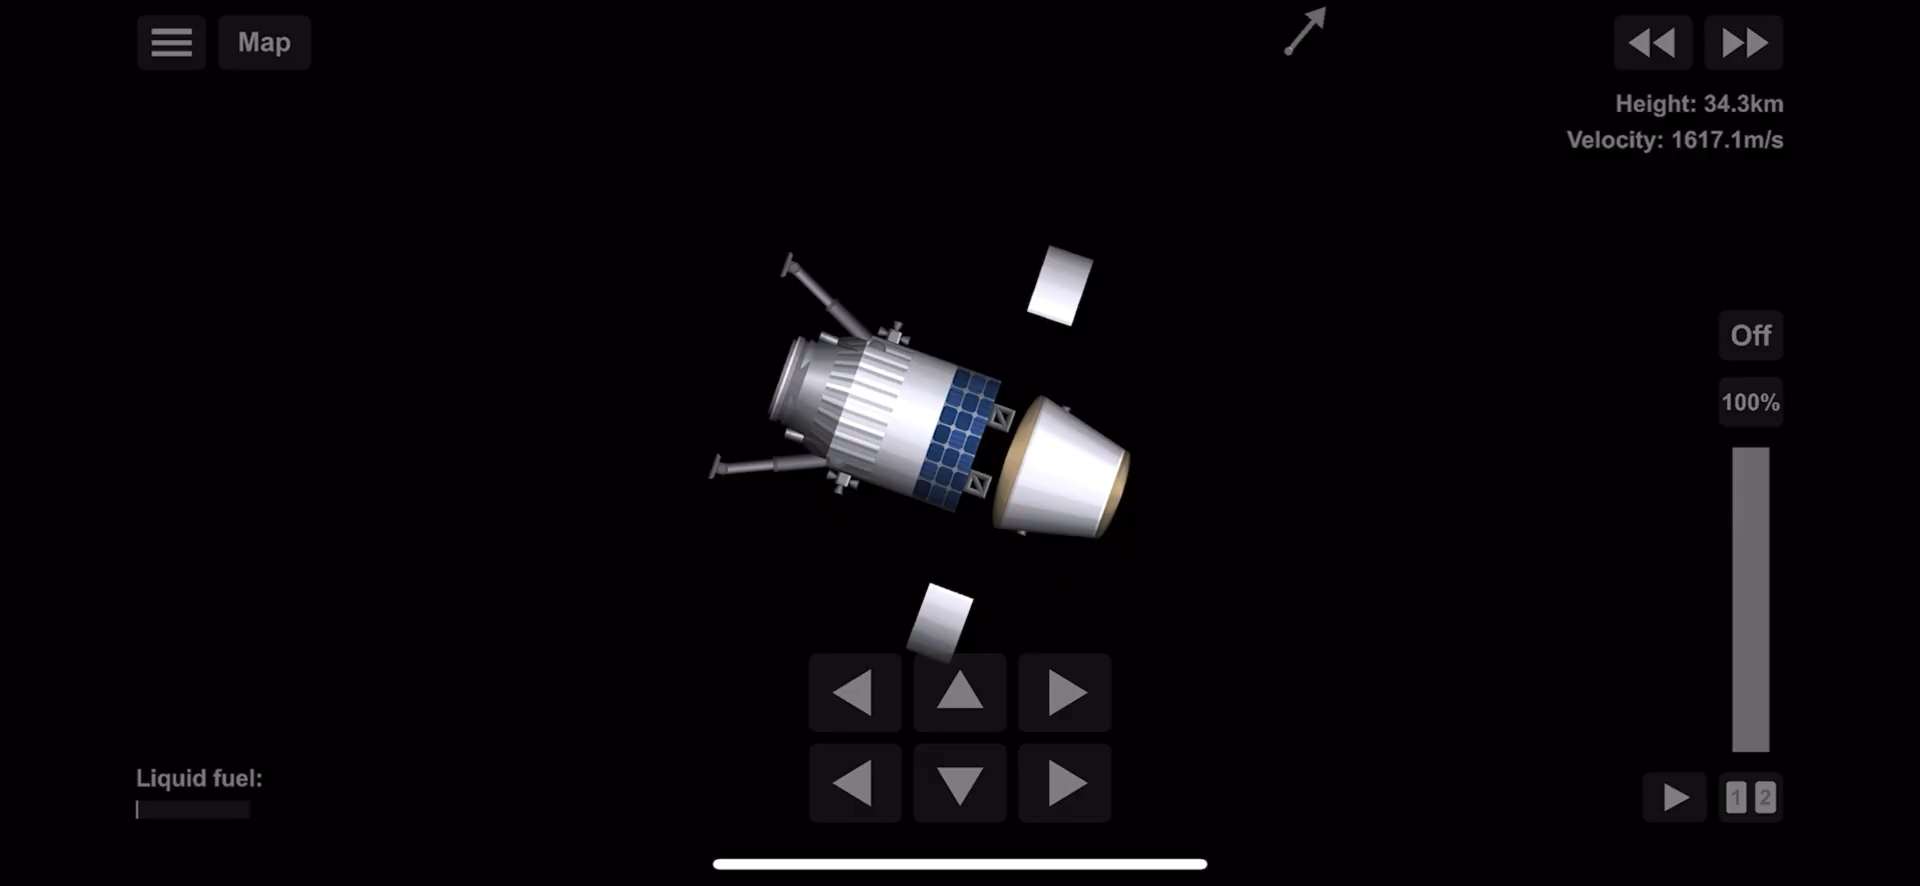 Map
Height: 34.3km
Velocity: 1617.1m/s
Off
100%
Liquid fuel:
1 2